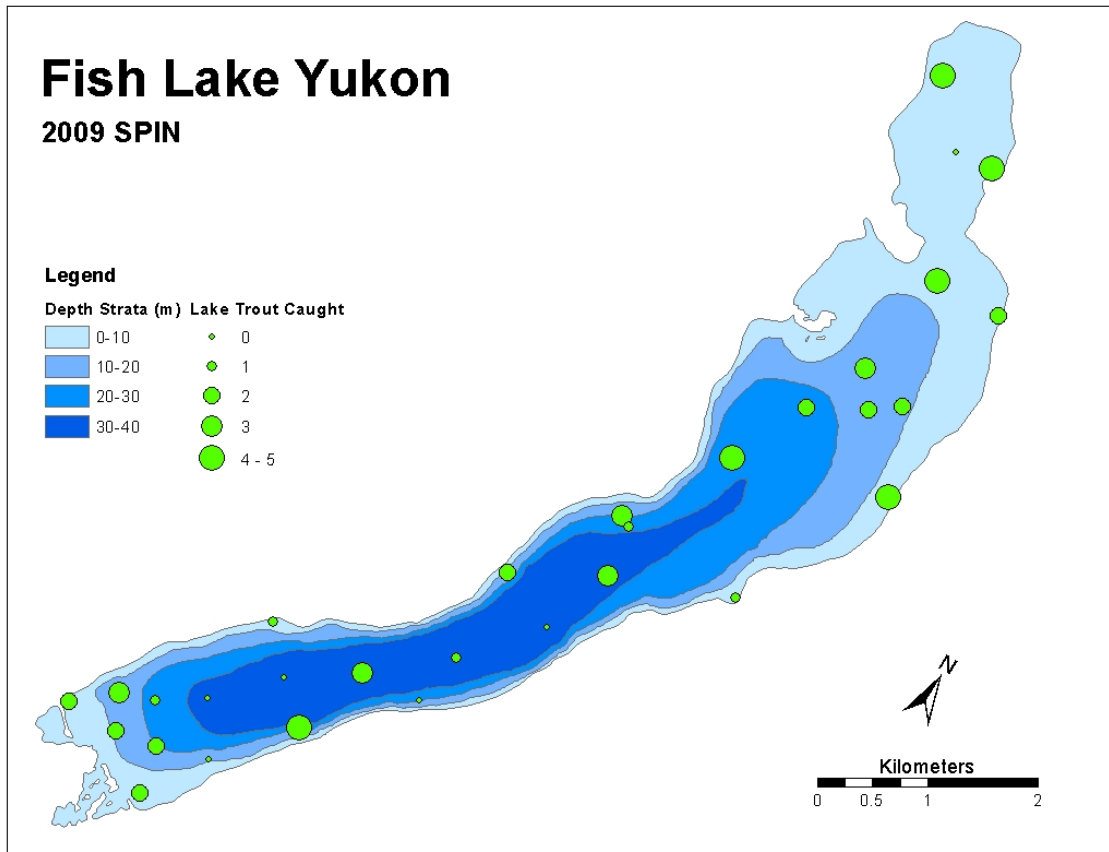 Fish Lake Yukon
2009 SPIN
Legend
Depth Strata (m) Lake Trout Caught
0-10 0
10-20 1
20-30 2
30-40 3
4 - 5
N
Kilometers
0 0.5 1 2